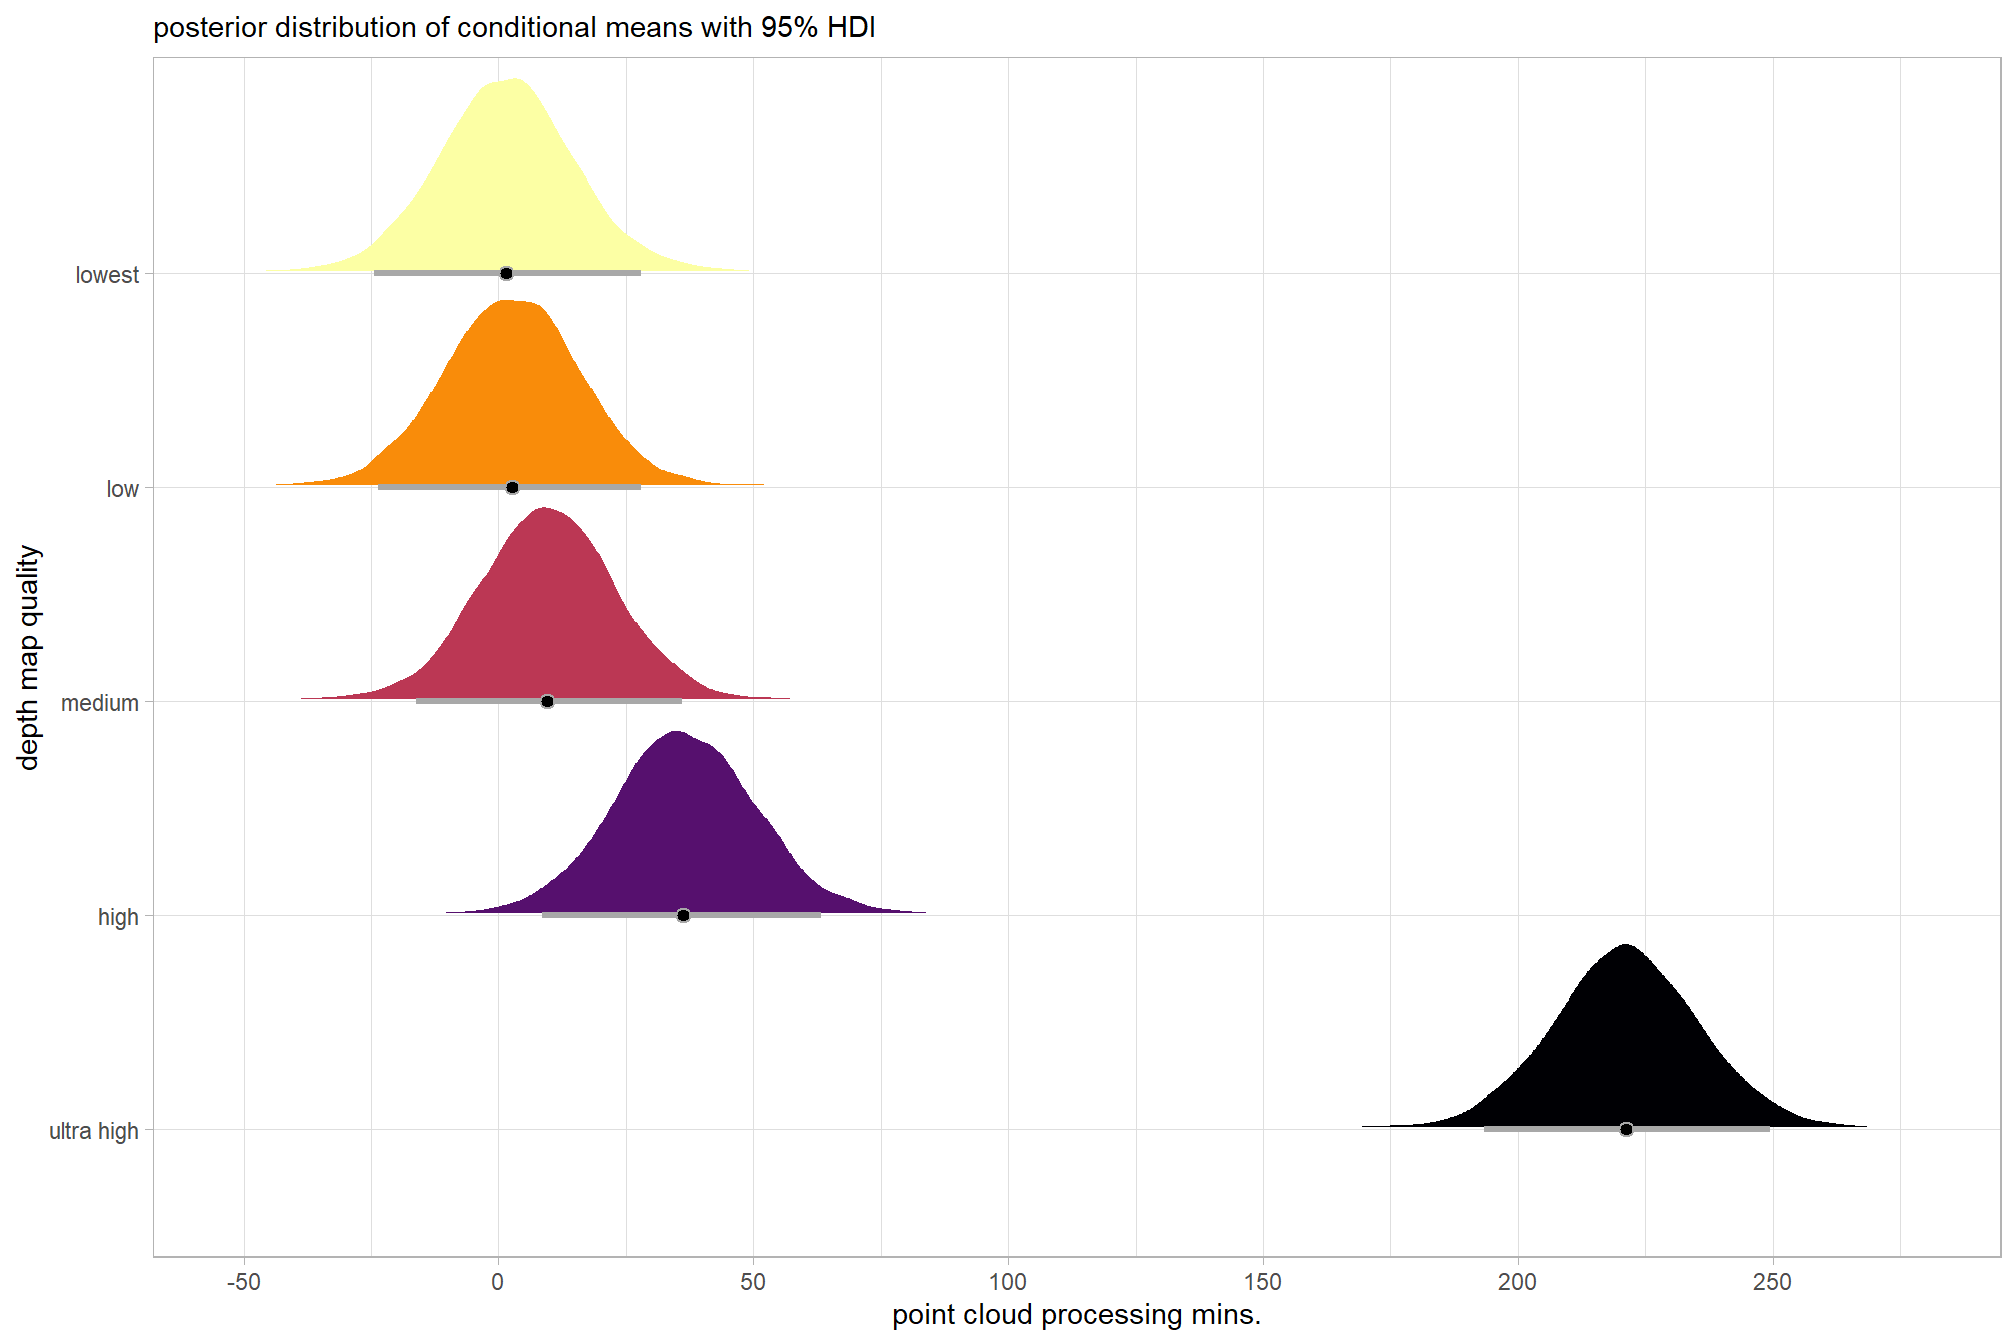 posterior distribution of conditional means with 95% HDI
depth map quality
lowest
low
medium
high
ultra high
-50 0 50 100 150 200 250
point cloud processing mins.